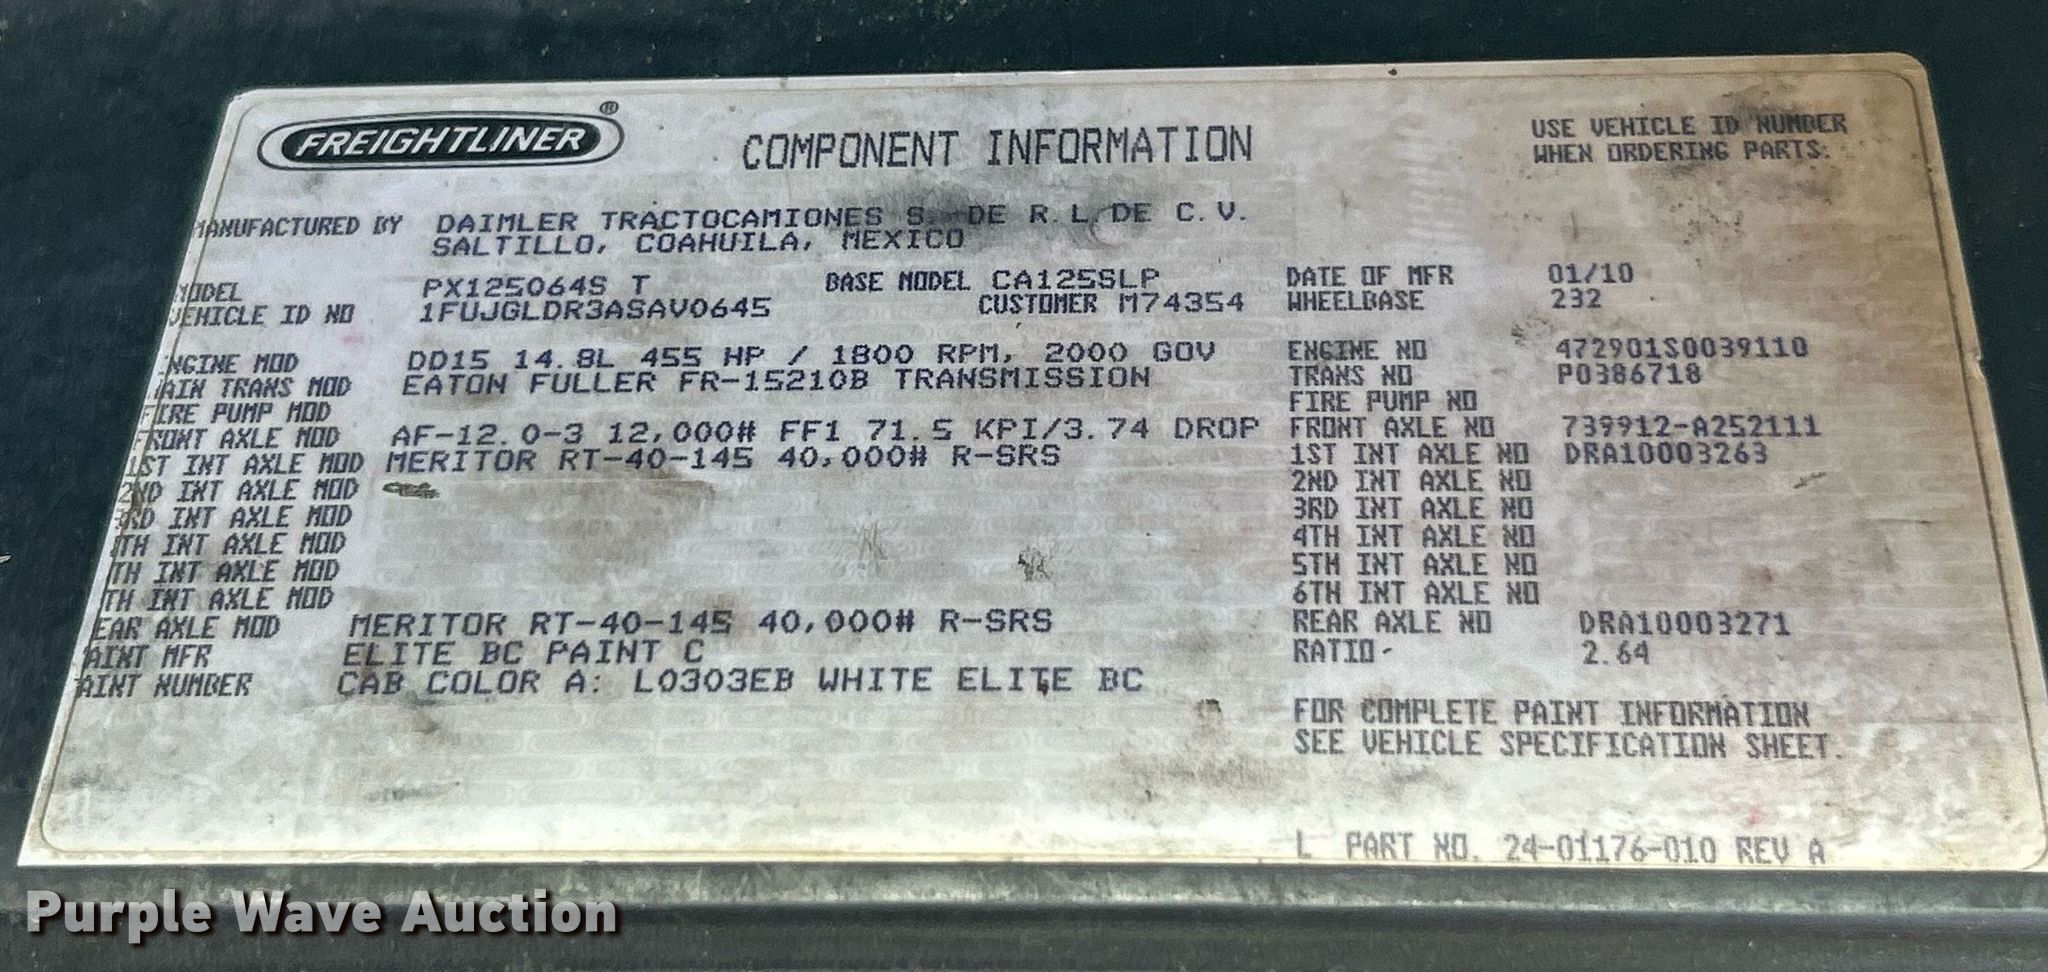 FREIGHTLINER®
COMPONENT INFORMATION
USE VEHICLE ID NUMBER
WHEN ORDERING PARTS.
MANUFACTURED BY DAIMLER TRACTOCAMIONES S. DE R.L.DE C.V.
SALTILLO, COAHUILA, MEXICO
MODEL PX125064S T BASE MODEL CA125SLP DATE OF MFR 01/10
VEHICLE ID NO 1FUJGLDR3ASAV0645 CUSTOMER M74354 WHEELBASE 232
ENGINE MOD DD15 14.8L 455 HP / 1800 RPM, 2000 GOV ENGINE NO 472901S0039110
AIN TRANS MOD EATON FULLER FR-15210B TRANSMISSION TRANS NO P0386718
FIRE PUMP MOD FIRE PUMP NO
FRONT AXLE MOD AF-12.0-3 12,000# FF1 71.5 KPI/3.74 DROP FRONT AXLE NO 739912-A252111
1ST INT AXLE MOD MERITOR RT-40-145 40,000# R-SRS 1ST INT AXLE NO DRA10003263
2ND INT AXLE MOD 2ND INT AXLE NO
3RD INT AXLE MOD 3RD INT AXLE NO
TH INT AXLE MOD 4TH INT AXLE NO
TH INT AXLE MOD 5TH INT AXLE NO
TH INT AXLE MOD 6TH INT AXLE NO
EAR AXLE MOD MERITOR RT-40-145 40,000# R-SRS REAR AXLE NO DRA10003271
AINT MFR ELITE BC PAINT C RATIO- 2.64
AINT NUMBER CAB COLOR A: L0303EB WHITE ELITE BC
FOR COMPLETE PAINT INFORMATION
SEE VEHICLE SPECIFICATION SHEET.
L PART NO. 24-01176-010 REV A
Purple Wave Auction